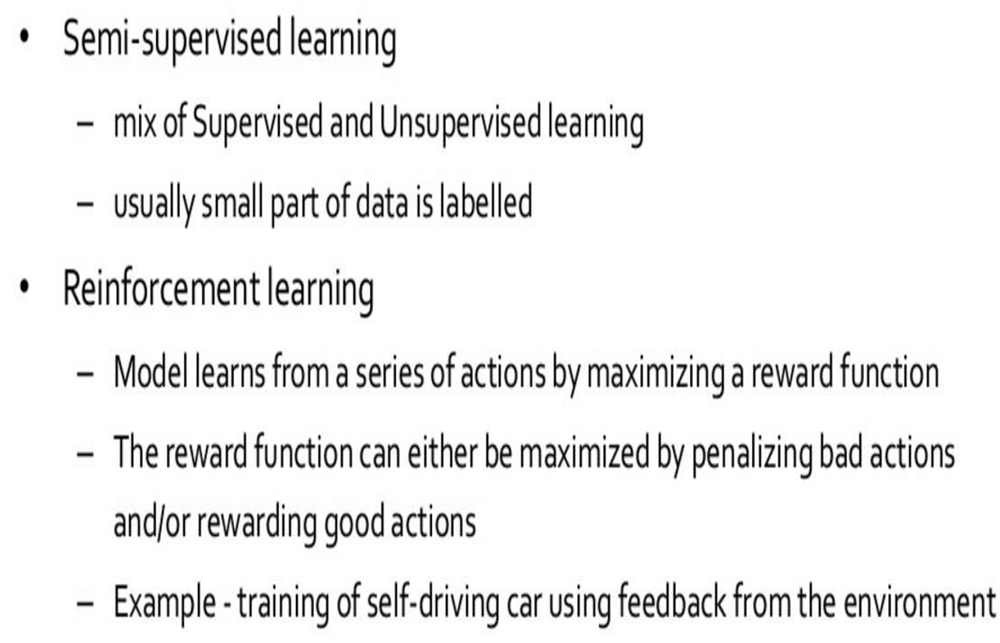 • Semi-supervised learning
– mix of Supervised and Unsupervised learning
– usually small part of data is labelled
• Reinforcement learning
– Model learns from a series of actions by maximizing a reward function
– The reward function can either be maximized by penalizing bad actions
and/or rewarding good actions
– Example - training of self-driving car using feedback from the environment